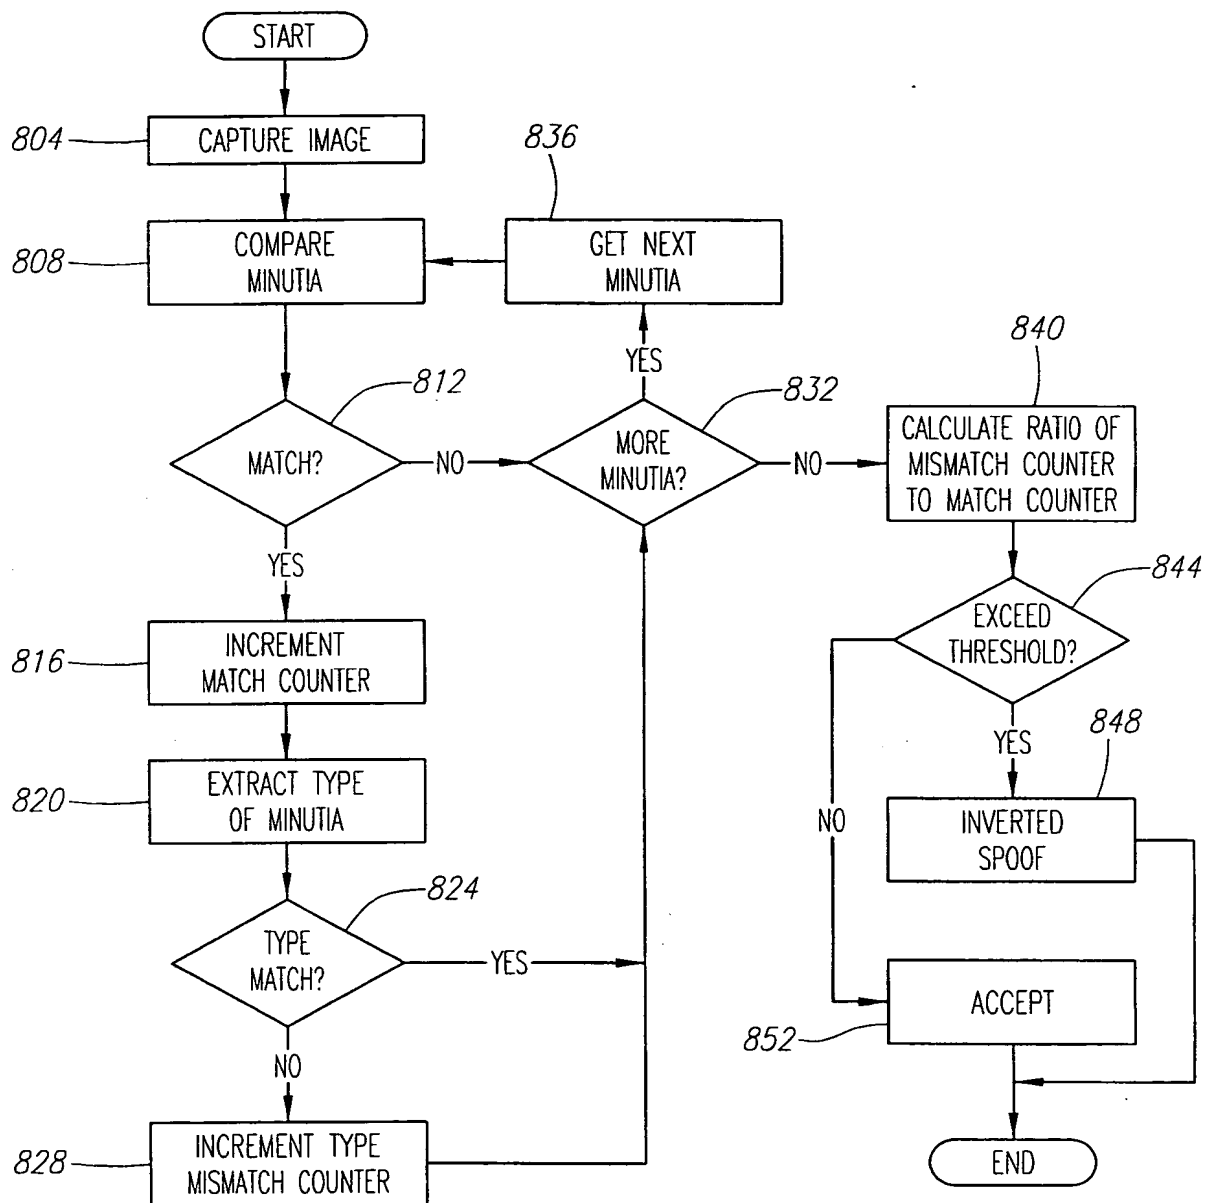 START
804
CAPTURE IMAGE
836
808
COMPARE
MINUTIA
GET NEXT
MINUTIA
840
YES
812
832
MATCH?
NO
MORE
MINUTIA?
NO
CALCULATE RATIO OF
MISMATCH COUNTER
TO MATCH COUNTER
YES
844
EXCEED
THRESHOLD?
816
INCREMENT
MATCH COUNTER
YES
848
820
EXTRACT TYPE
OF MINUTIA
NO
INVERTED
SPOOF
824
TYPE
MATCH?
YES
ACCEPT
852
NO
828
INCREMENT TYPE
MISMATCH COUNTER
END